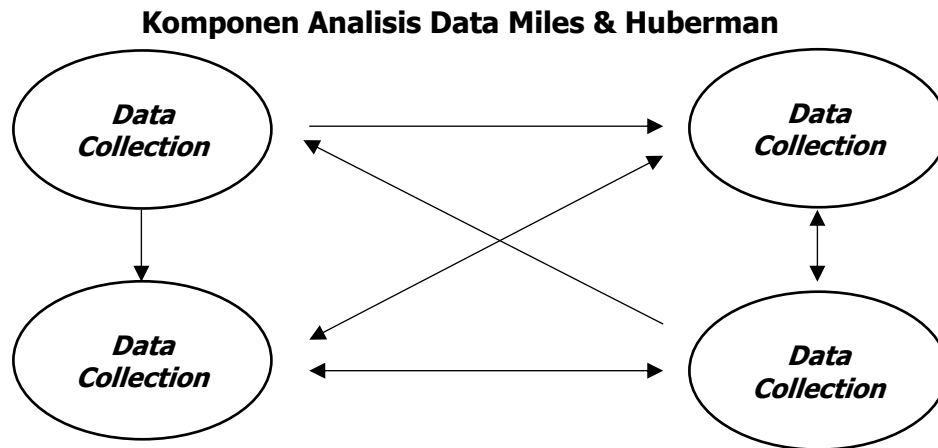 Komponen Analisis Data Miles & Huberman
Data
Collection
Data
Collection
Data
Collection
Data
Collection